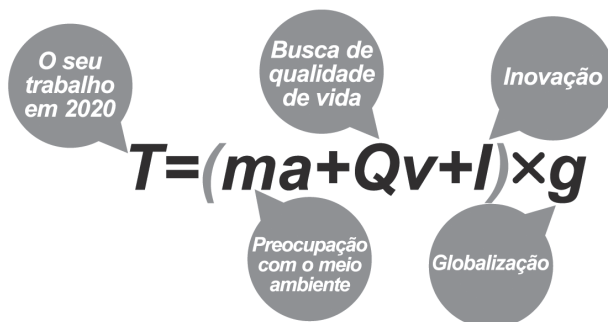 O seu
trabalho
em 2020
Busca de
qualidade
de vida
Inovação
T=(ma+Qv+I)×g
Preocupação
com o meio
ambiente
Globalização